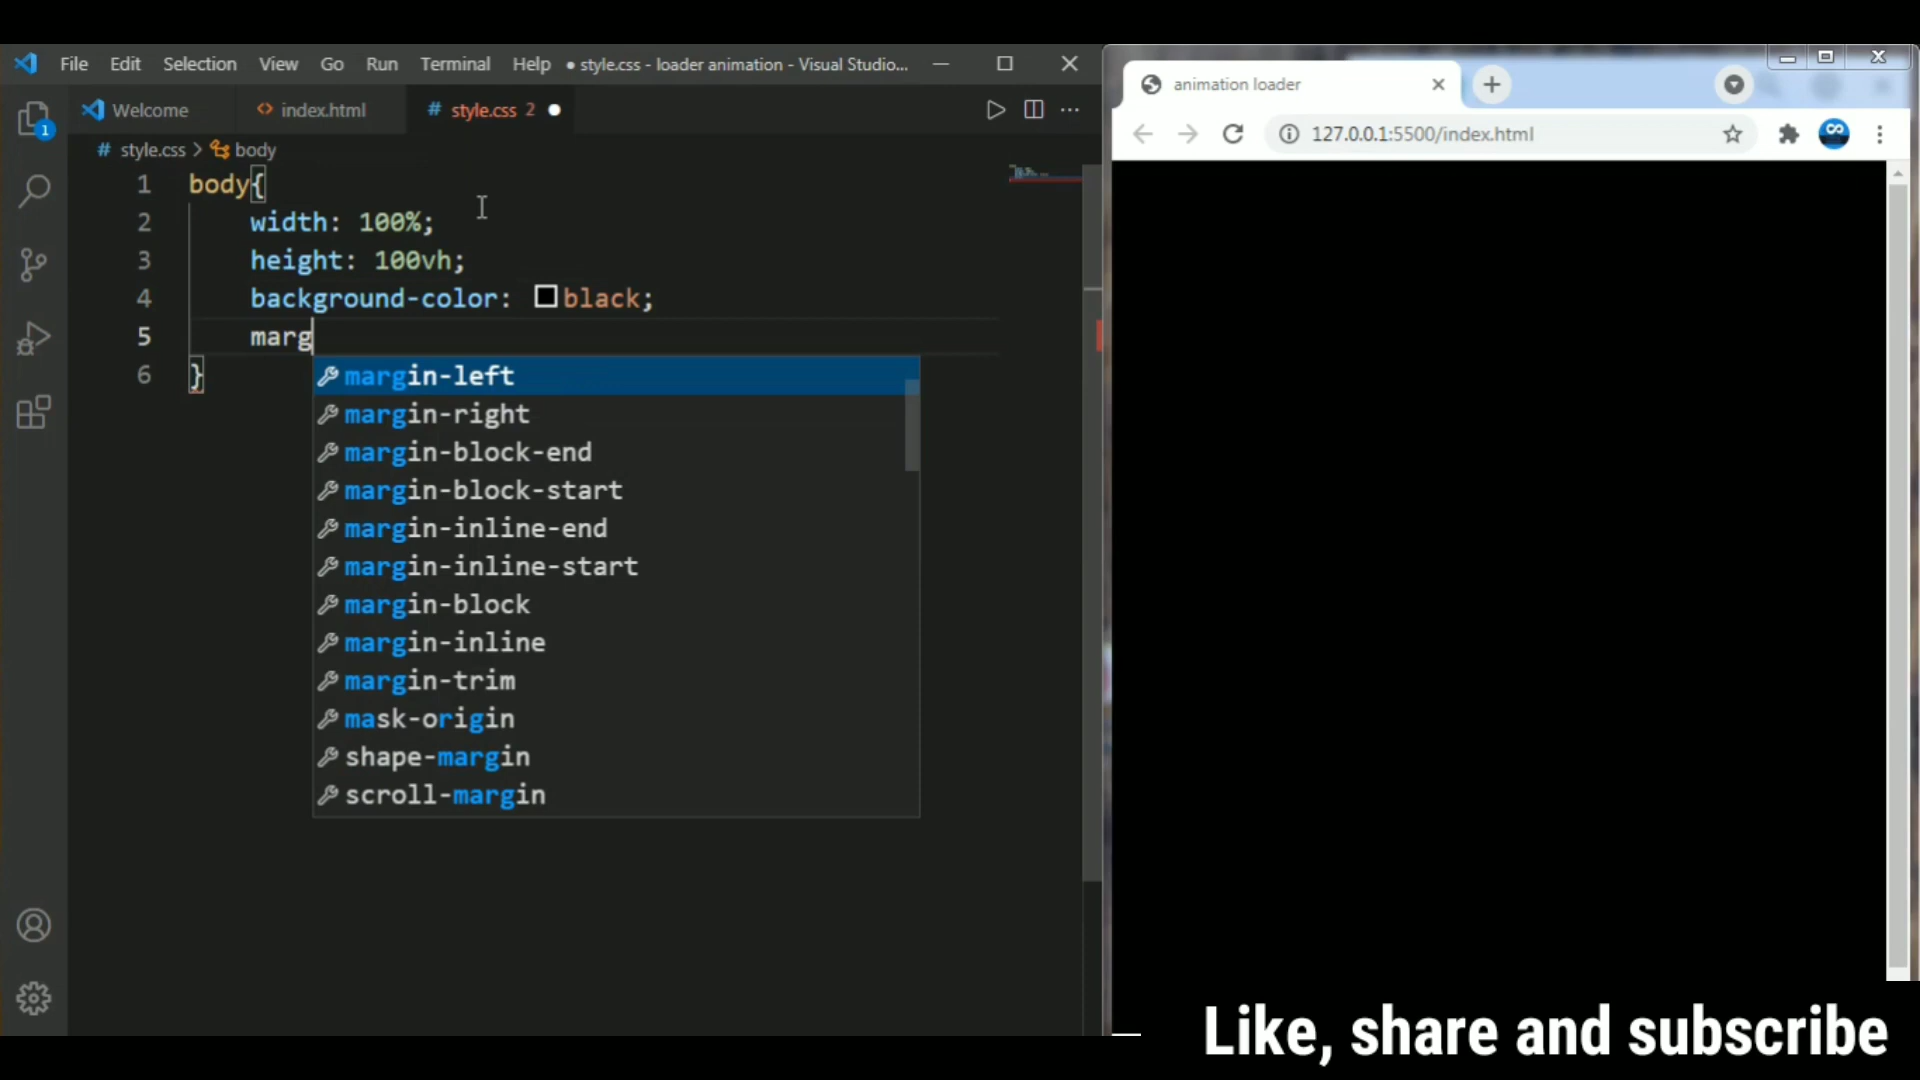 File Edit Selection View Go Run Terminal Help ● style.css - loader animation - Visual Studio...
Welcome index.html # style.css 2 ●
# style.css > body
1 body{
2 width: 100%;
3 height: 100vh;
4 background-color: black;
5 marg
6 }
margin-left
margin-right
margin-block-end
margin-block-start
margin-inline-end
margin-inline-start
margin-block
margin-inline
margin-trim
mask-origin
shape-margin
scroll-margin
1
animation loader
127.0.0.1:5500/index.html
Like, share and subscribe